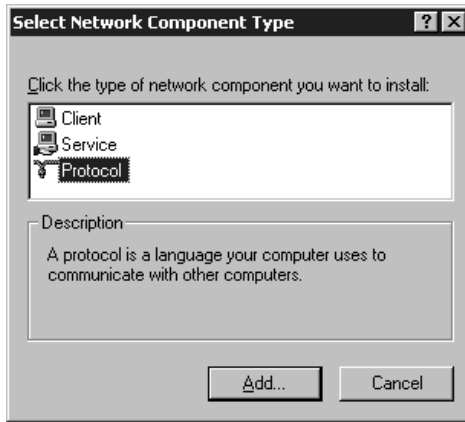 Select Network Component Type
Click the type of network component you want to install:
Client
Service
Protocol
Description
A protocol is a language your computer uses to
communicate with other computers.
Add...
Cancel